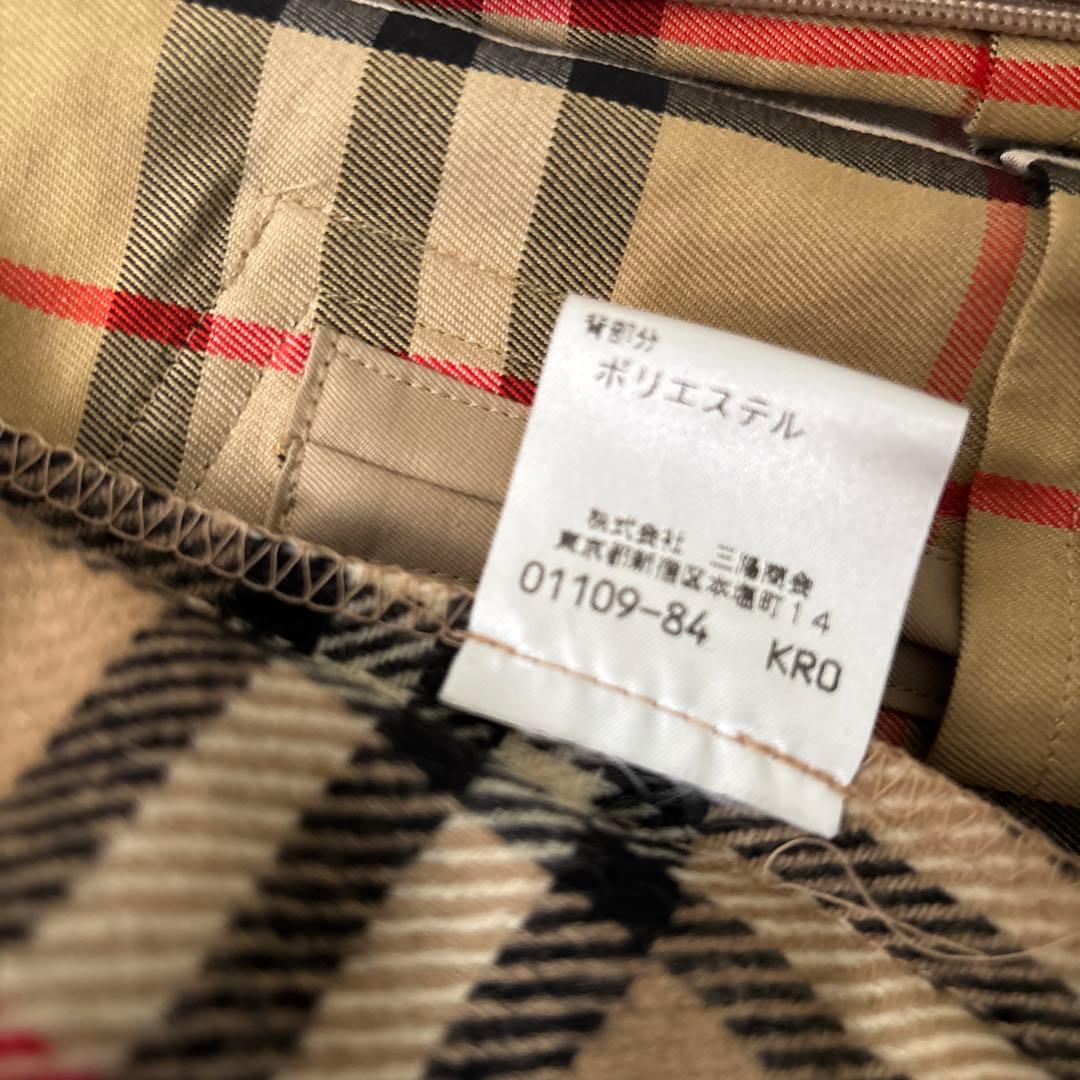 背部分
ポリエステル
株式会社 三陽商会
東京都新宿区本塩町14
01109-84 KRO